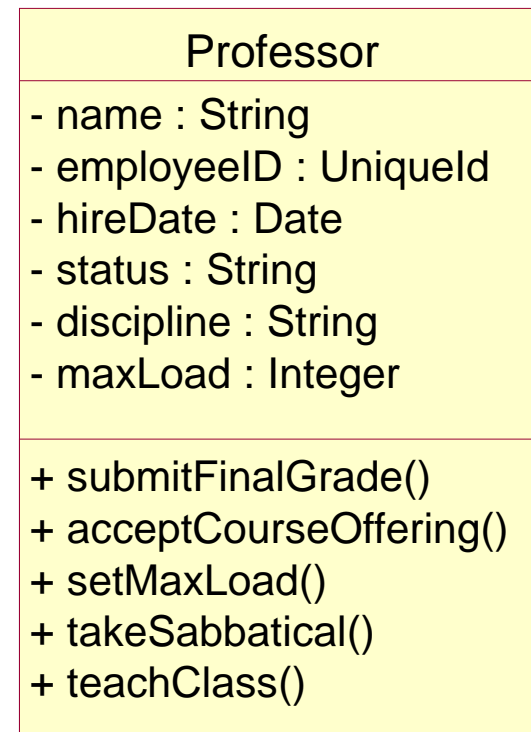 Professor
- name : String
- employeeID : UniqueId
- hireDate : Date
- status : String
- discipline : String
- maxLoad : Integer
+ submitFinalGrade()
+ acceptCourseOffering()
+ setMaxLoad()
+ takeSabbatical()
+ teachClass()